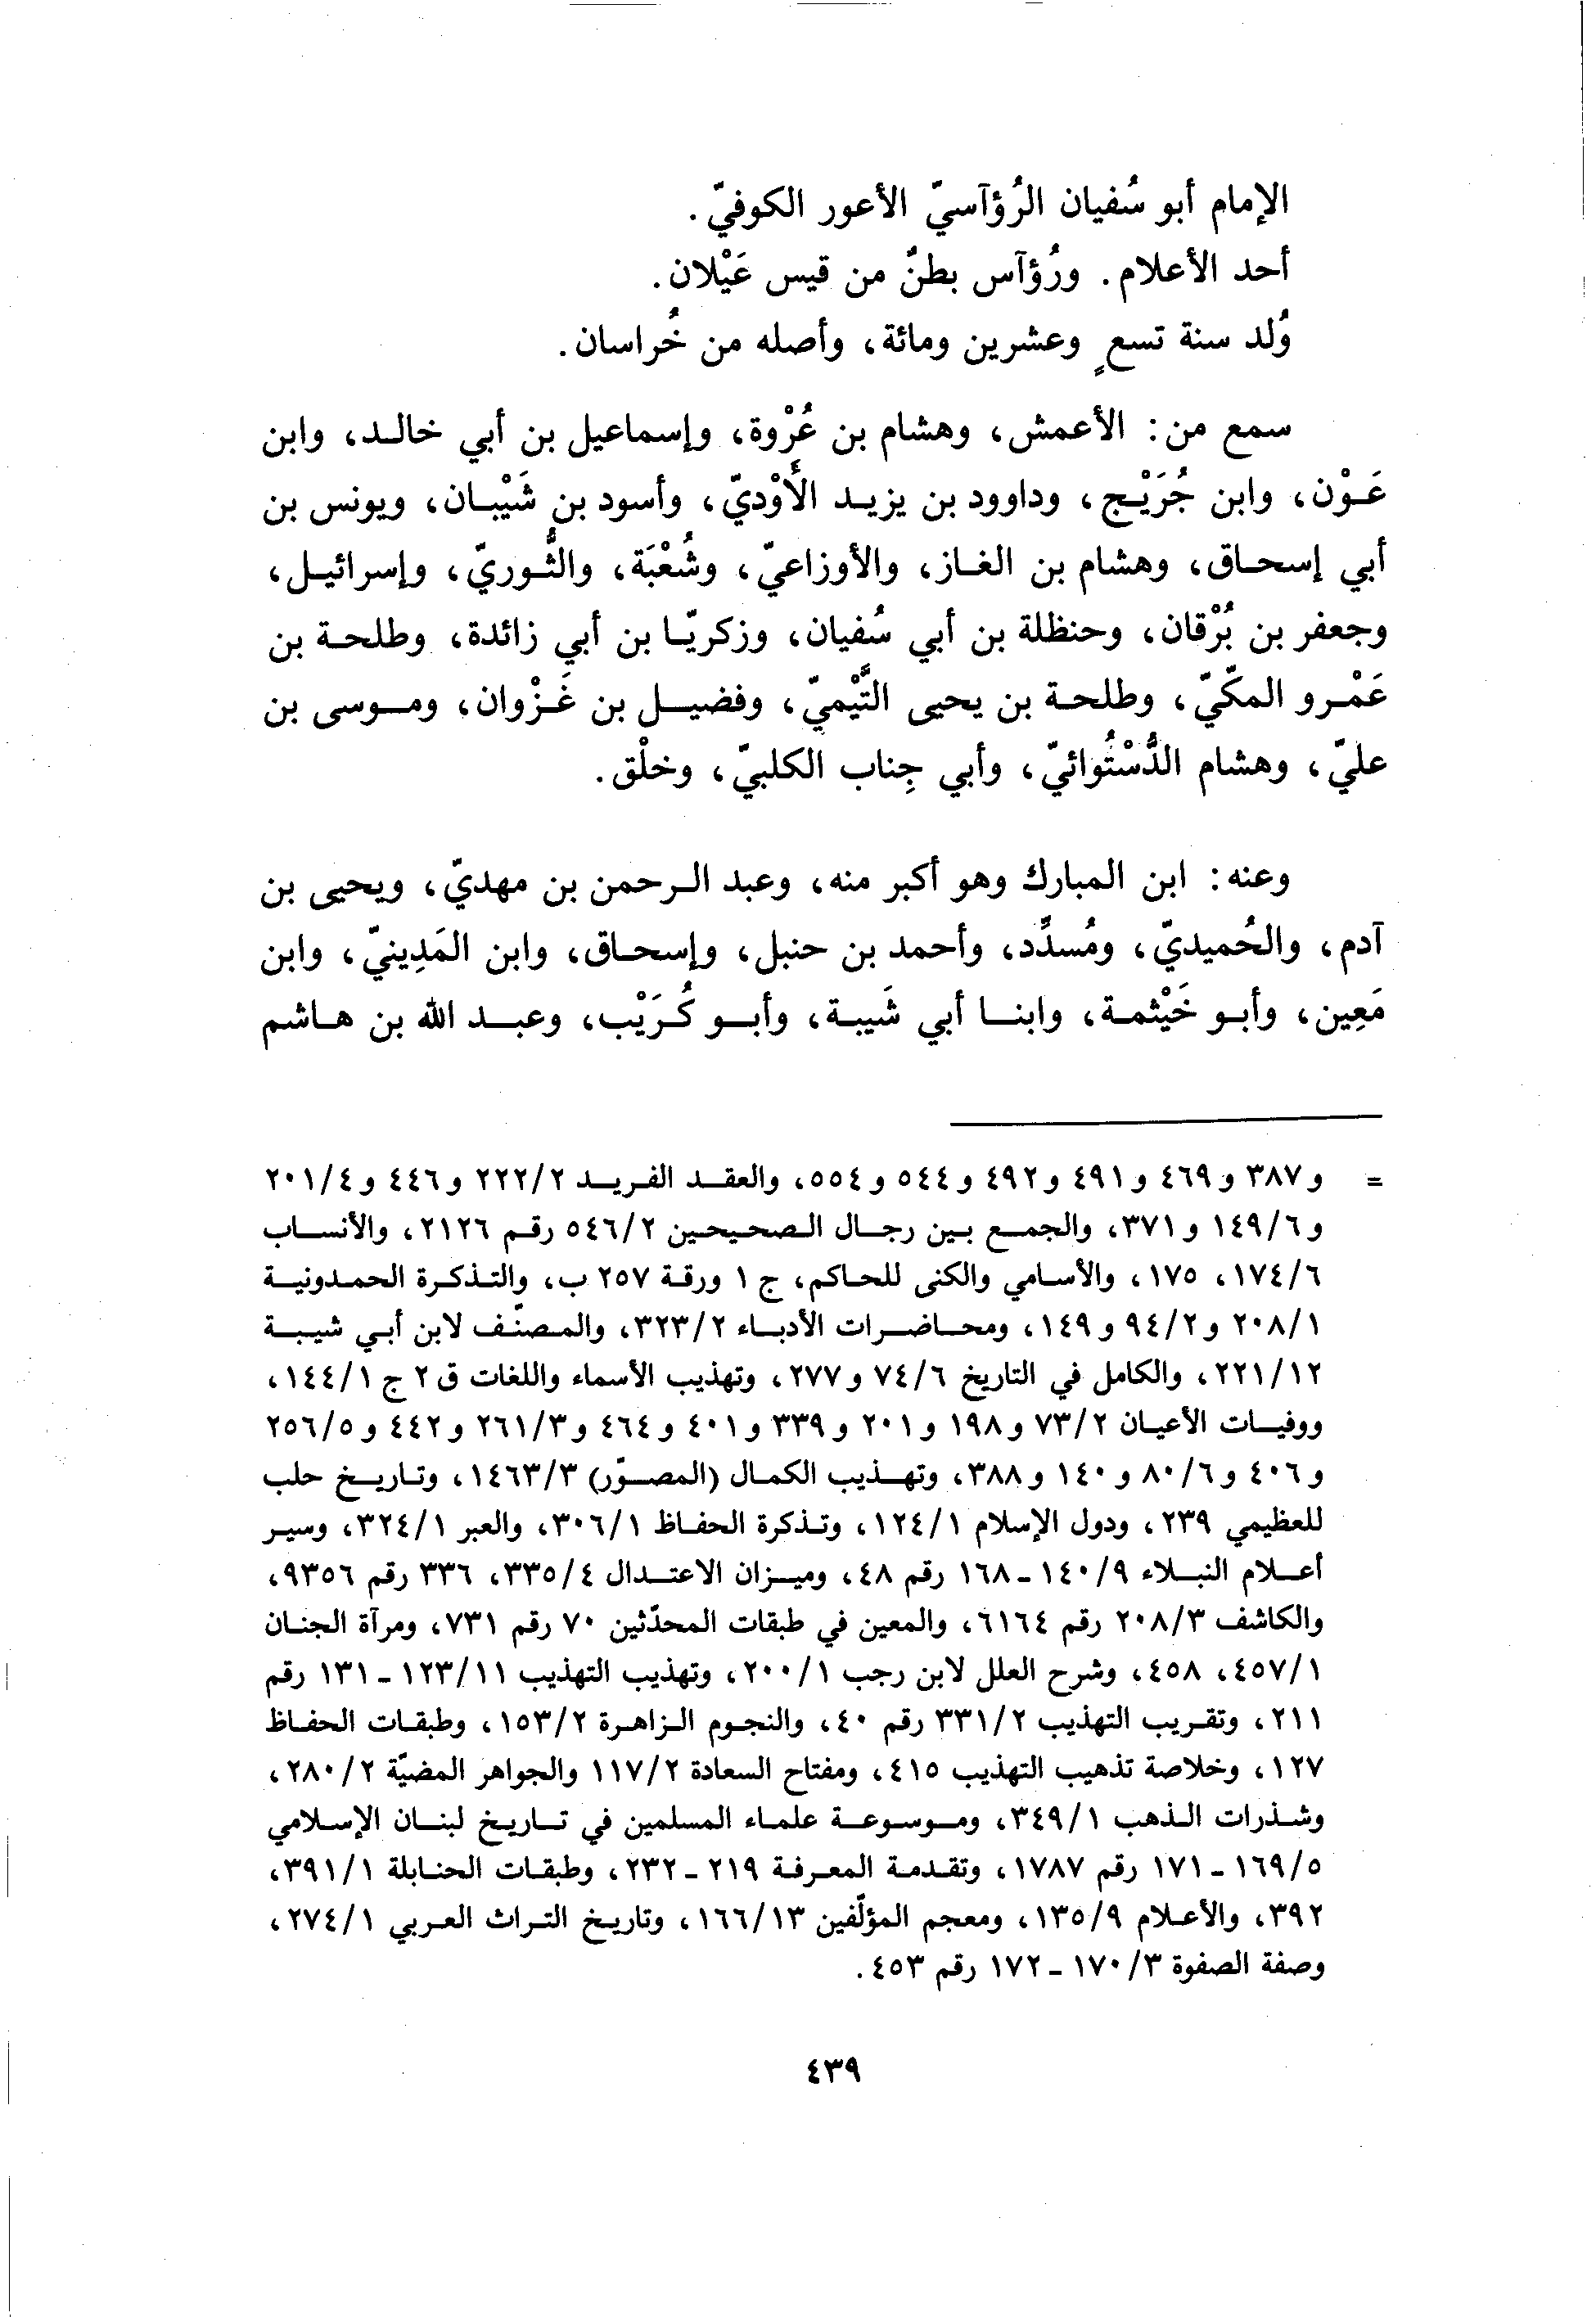 الإمام أبو سُفيان الرُؤآسيّ الأعور الكوفيّ.
أحد الأعلام. ورُؤآس بطنٌ من قيس عَيْلان.
وُلد سنة تسعٍ وعشرين ومائة، وأصله من خُراسان.
سمع من: الأعمش، وهشام بن عُرْوة، وإسماعيل بن أبي خالد، وابن
عَوْن، وابن جُرَيْج، وداوود بن يزيد الأَوْديّ، وأسود بن شَيْبان، ويونس بن
أبي إسحاق، وهشام بن الغاز، والأوزاعيّ، وشُعْبَة، والثَّوريّ، وإسرائيل،
وجعفر بن بُرْقان، وحنظلة بن أبي سُفيان، وزكريّا بن أبي زائدة، وطلحة بن
عَمْرو المكّيّ، وطلحة بن يحيى التَّيْميّ، وفضيل بن غَزْوان، وموسى بن
عليّ، وهشام الدَّسْتُوائيّ، وأبي جِناب الكلبيّ، وخلْق.
وعنه: ابن المبارك وهو أكبر منه، وعبد الرحمن بن مهديّ، ويحيى بن
آدم، والحُميديّ، ومُسدَّد، وأحمد بن حنبل، وإسحاق، وابن المَدِينيّ، وابن
مَعِين، وأبو خَيْثمة، وابنا أبي شَيبة، وأبو كُرَيْب، وعبد الله بن هاشم
= و٣٨٧ و٤٦٩ و٤٩١ و٤٩٢ و٥٤٤ و٥٥٤، والعقد الفريد ٢٢٢/٢ و٤٤٦ و٢٠١/٤
و١٤٩/٦ و٣٧١، والجمع بين رجال الصحيحين ٥٤٦/٢ رقم ٢١٢٦، والأنساب
١٧٤/٦، ١٧٥، والأسامي والكنى للحاكم، ج ١ ورقة ٢٥٧ ب، والتذكرة الحمدونية
٢٠٨/١ و٩٤/٢ و١٤٩، ومحاضرات الأدباء ٣٢٣/٢، والمصنّف لابن أبي شيبة
٢٢١/١٢، والكامل في التاريخ ٧٤/٦ و٢٧٧، وتهذيب الأسماء واللغات ق ٢ ج ١٤٤/١،
ووفيات الأعيان ٧٣/٢ و١٩٨ و٢٠١ و٣٣٩ و٤٠١ و٤٦٤ و٢٦١/٣ و٤٤٢ و٢٥٦/٥
و٤٠٦ و٨٠/٦ و١٤٠ و٣٨٨، وتهذيب الكمال (المصوّر) ١٤٦٣/٣، وتاريخ حلب
للعظيمي ٢٣٩، ودول الإسلام ١٢٤/١، وتذكرة الحفاظ ٣٠٦/١، والعبر ٣٢٤/١، وسير
أعلام النبلاء ١٤٠/٩ - ١٦٨ رقم ٤٨، وميزان الاعتدال ٣٣٥/٤، ٣٣٦ رقم ٩٣٥٦،
والكاشف ٢٠٨/٣ رقم ٦١٦٤، والمعين في طبقات المحدّثين ٧٠ رقم ٧٣١، ومرآة الجنان
٤٥٧/١، ٤٥٨، وشرح العلل لابن رجب ٢٠٠/١، وتهذيب التهذيب ١٢٣/١١ - ١٣١ رقم
٢١١، وتقريب التهذيب ٣٣١/٢ رقم ٤٠، والنجوم الزاهرة ١٥٣/٢، وطبقات الحفاظ
١٢٧، وخلاصة تذهيب التهذيب ٤١٥، ومفتاح السعادة ١١٧/٢ والجواهر المضيّة ٢٨٠/٢،
وشذرات الذهب ٣٤٩/١، وموسوعة علماء المسلمين في تاريخ لبنان الإسلامي
١٦٩/٥ - ١٧١ رقم ١٧٨٧، وتقدمة المعرفة ٢١٩ - ٢٣٢، وطبقات الحنابلة ٣٩١/١،
٣٩٢، والأعلام ١٣٥/٩، ومعجم المؤلّفين ١٦٦/١٣، وتاريخ التراث العربي ٢٧٤/١،
وصفة الصفوة ١٧٠/٣ - ١٧٢ رقم ٤٥٣.
٤٣٩